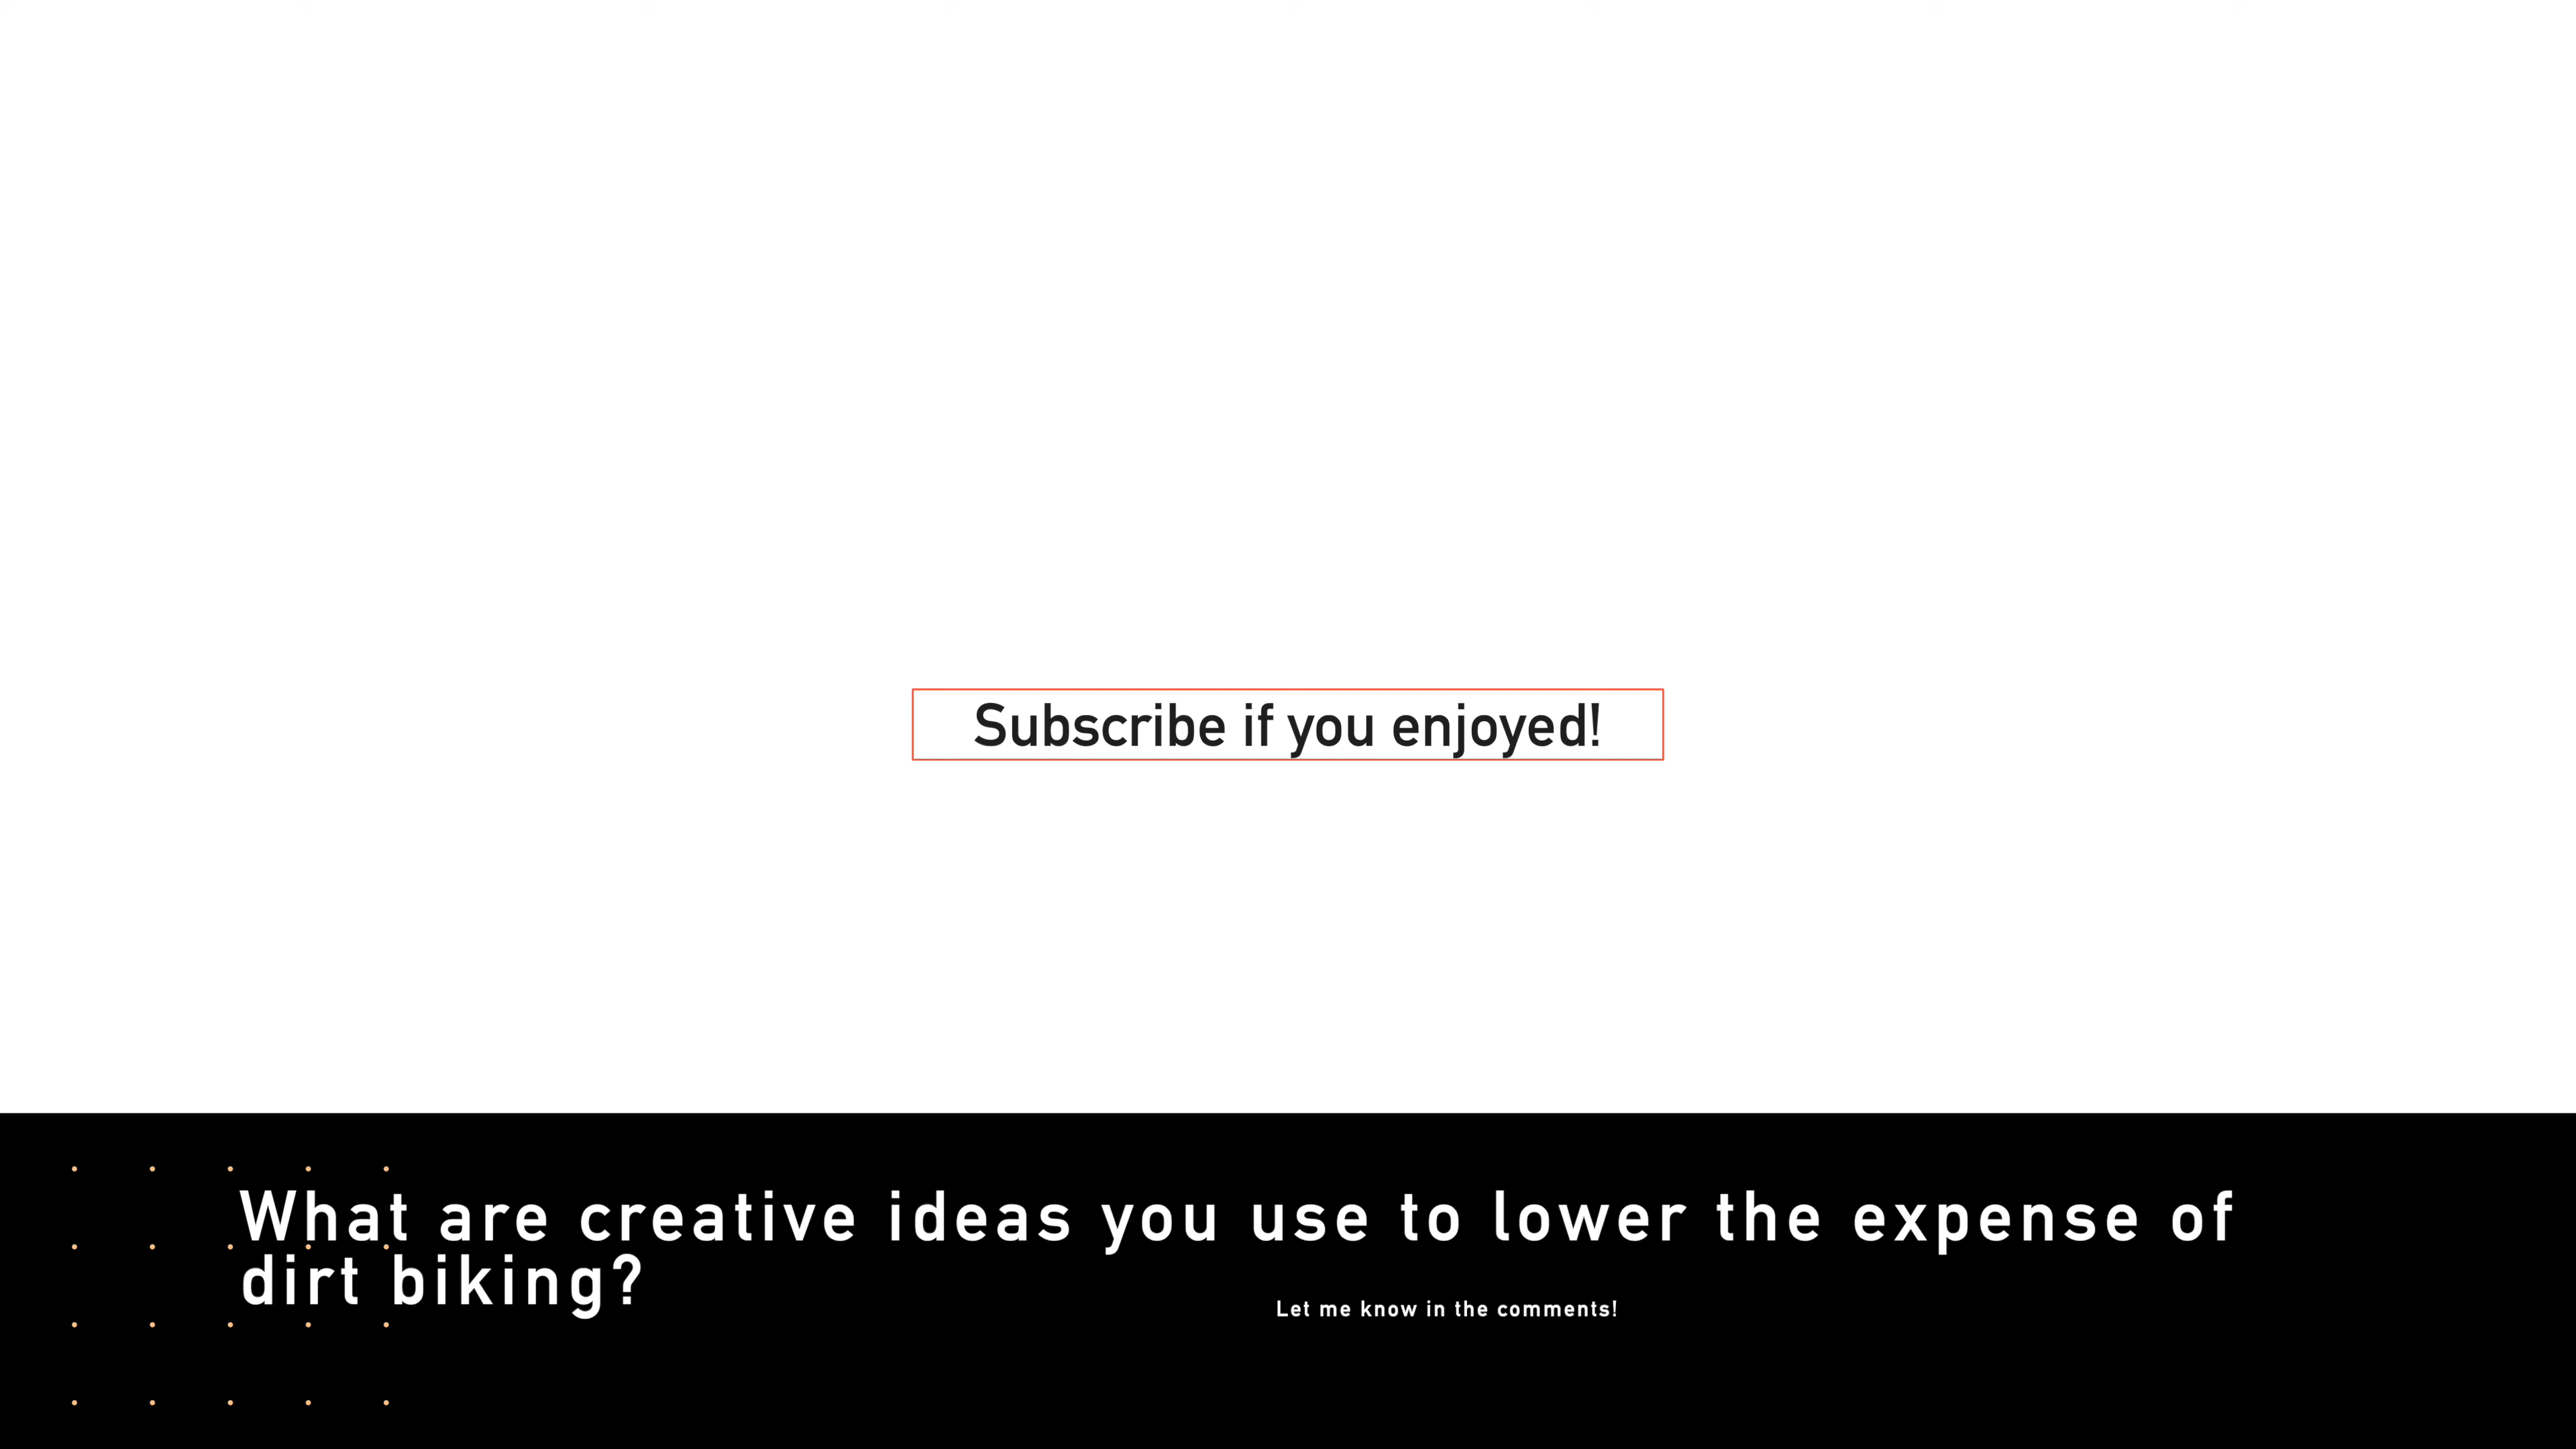 Subscribe if you enjoyed!
What are creative ideas you use to lower the expense of
dirt biking?
Let me know in the comments!